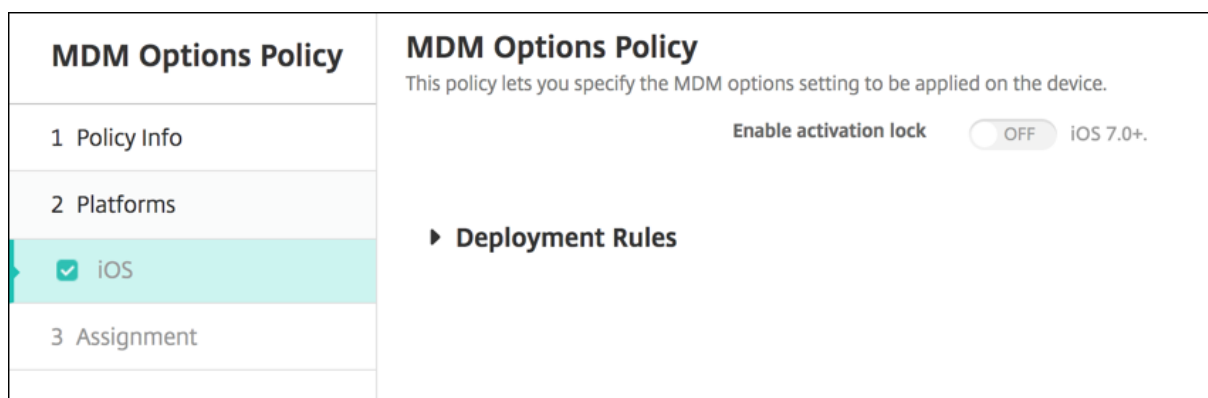 MDM Options Policy
1 Policy Info
2 Platforms
iOS
3 Assignment
MDM Options Policy
This policy lets you specify the MDM options setting to be applied on the device.
Enable activation lock OFF iOS 7.0+.
Deployment Rules